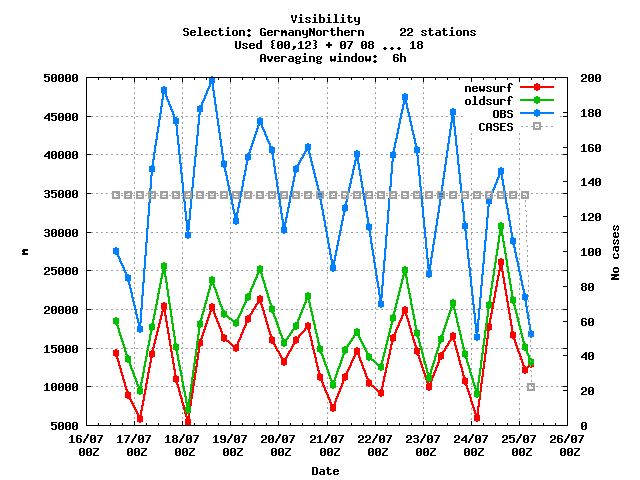 Visibility
Selection: GermanyNorthern 22 stations
Used {00,12} + 07 08 ... 18
Averaging window: 6h
newsurf
oldsurf
OBS
CASES
50000
45000
40000
35000
30000
25000
20000
15000
10000
5000
m
200
180
160
140
120
100
80
60
40
20
0
No cases
16/07 17/07 18/07 19/07 20/07 21/07 22/07 23/07 24/07 25/07 26/07
00Z 00Z 00Z 00Z 00Z 00Z 00Z 00Z 00Z 00Z 00Z
Date